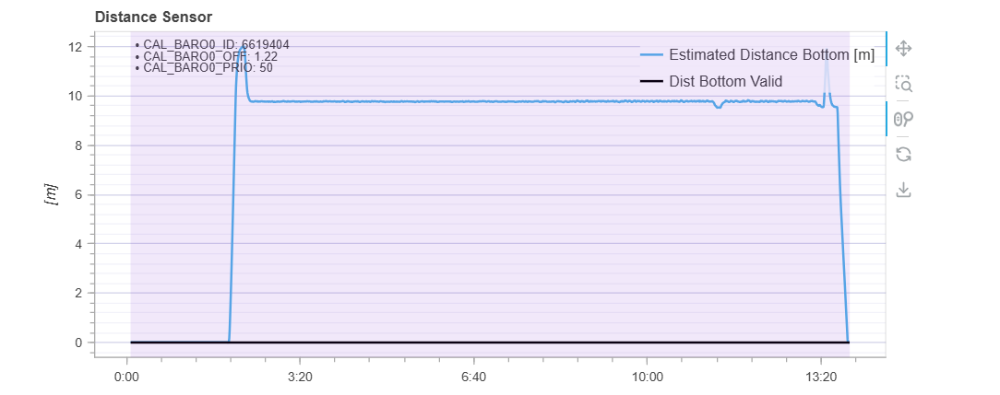 Distance Sensor
• CAL_BARO0_ID: 6619404
• CAL_BARO0_OFF: 1.22
• CAL_BARO0_PRIO: 50
Estimated Distance Bottom [m]
Dist Bottom Valid
12
10
8
6
4
2
0
[m]
0:00
3:20
6:40
10:00
13:20